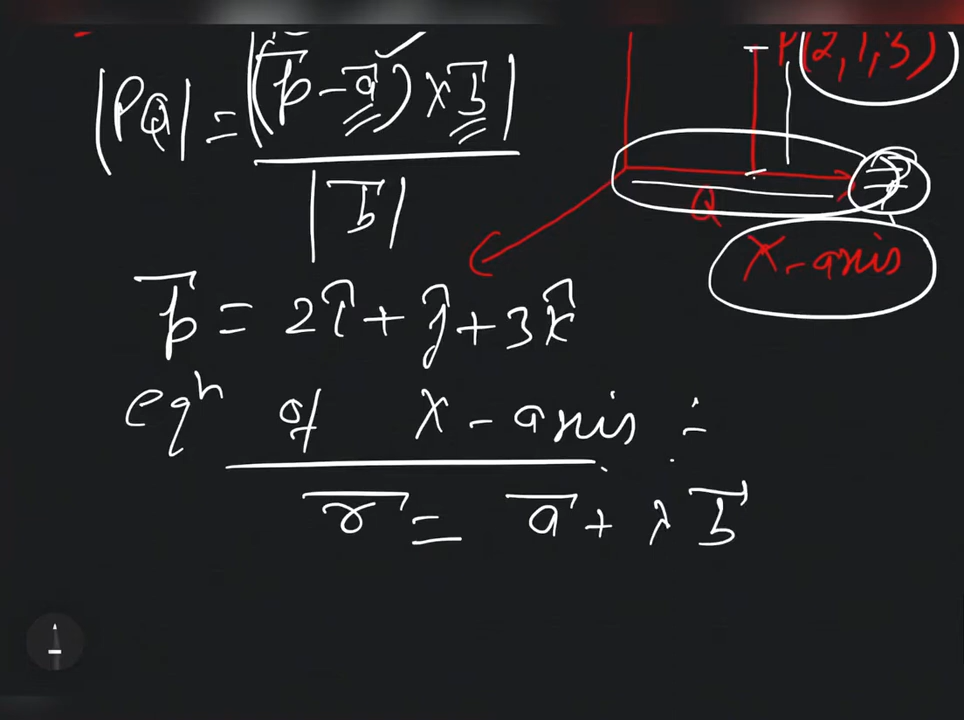 |PQ| = |(p⃗ - a⃗) × b⃗|
|b⃗|
P(2,1,3)
Q
X-axis
p⃗ = 2î + ĵ + 3k̂
eqⁿ of X-axis :-
r⃗ = a⃗ + λb⃗